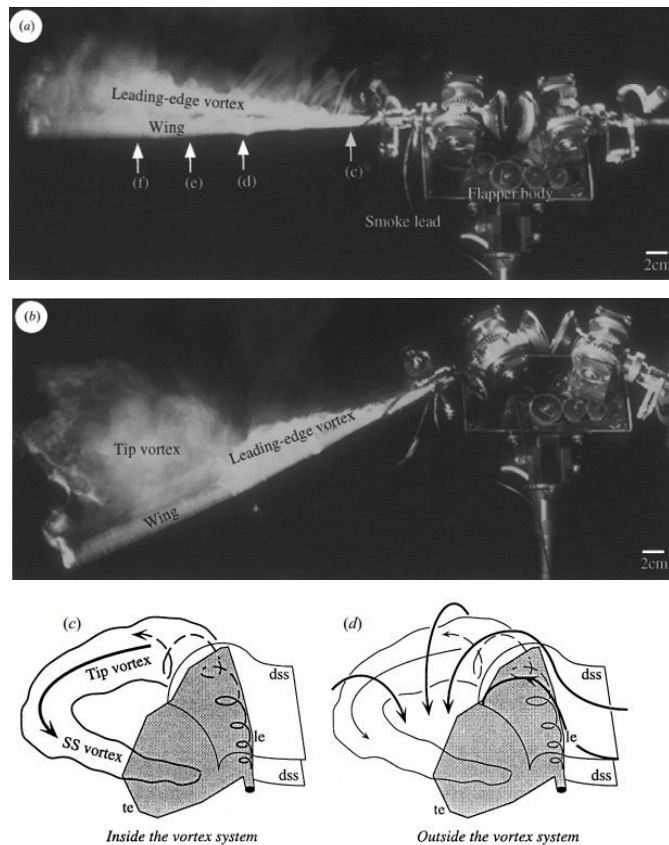 (a)
Leading-edge vortex
Wing
(f)
(e)
(d)
(c)
Flapper body
Smoke lead
2cm
(b)
Leading-edge vortex
Tip vortex
Wing
2cm
(c)
(d)
Tip vortex
dss
dss
SS vortex
le
le
dss
dss
te
te
Inside the vortex system
Outside the vortex system